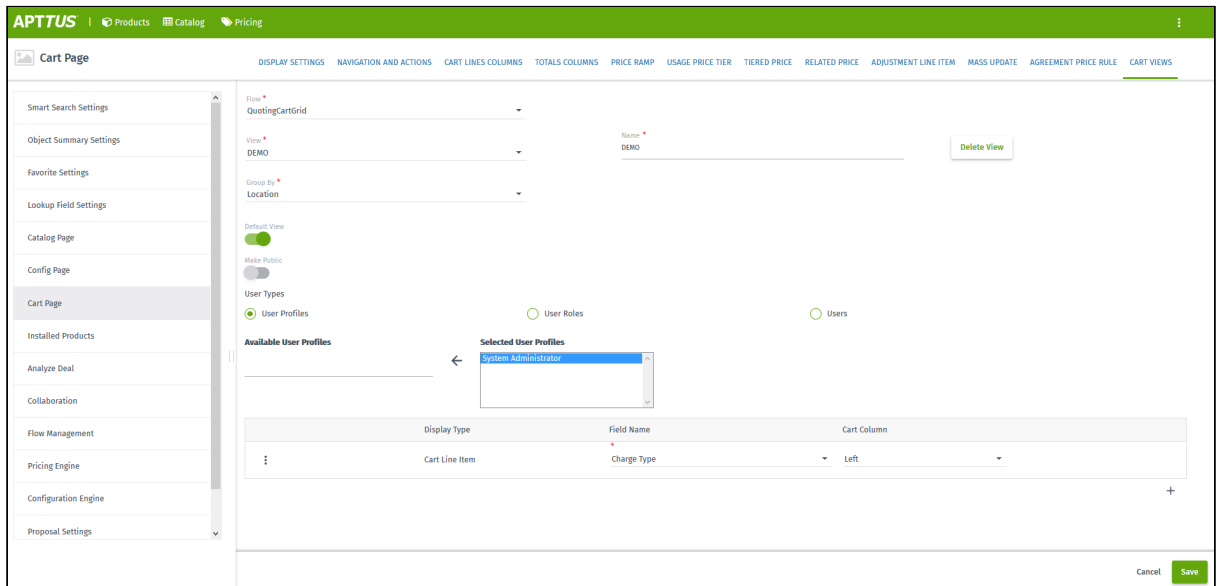 APTTUS | Products Catalog Pricing
Cart Page
DISPLAY SETTINGS NAVIGATION AND ACTIONS CART LINES COLUMNS TOTALS COLUMNS PRICE RAMP USAGE PRICE TIER TIERED PRICE RELATED PRICE ADJUSTMENT LINE ITEM MASS UPDATE AGREEMENT PRICE RULE CART VIEWS
Smart Search Settings
Object Summary Settings
Favorite Settings
Lookup Field Settings
Catalog Page
Config Page
Cart Page
Installed Products
Analyze Deal
Collaboration
Flow Management
Pricing Engine
Configuration Engine
Proposal Settings
Flow *
QuotingCartGrid
View *
DEMO
Name *
DEMO
Delete View
Group By *
Location
Default View
Make Public
User Types
User Profiles User Roles Users
Available User Profiles
Selected User Profiles
System Administrator
Display Type Field Name Cart Column
*
Cart Line Item Charge Type Left
+
Cancel Save